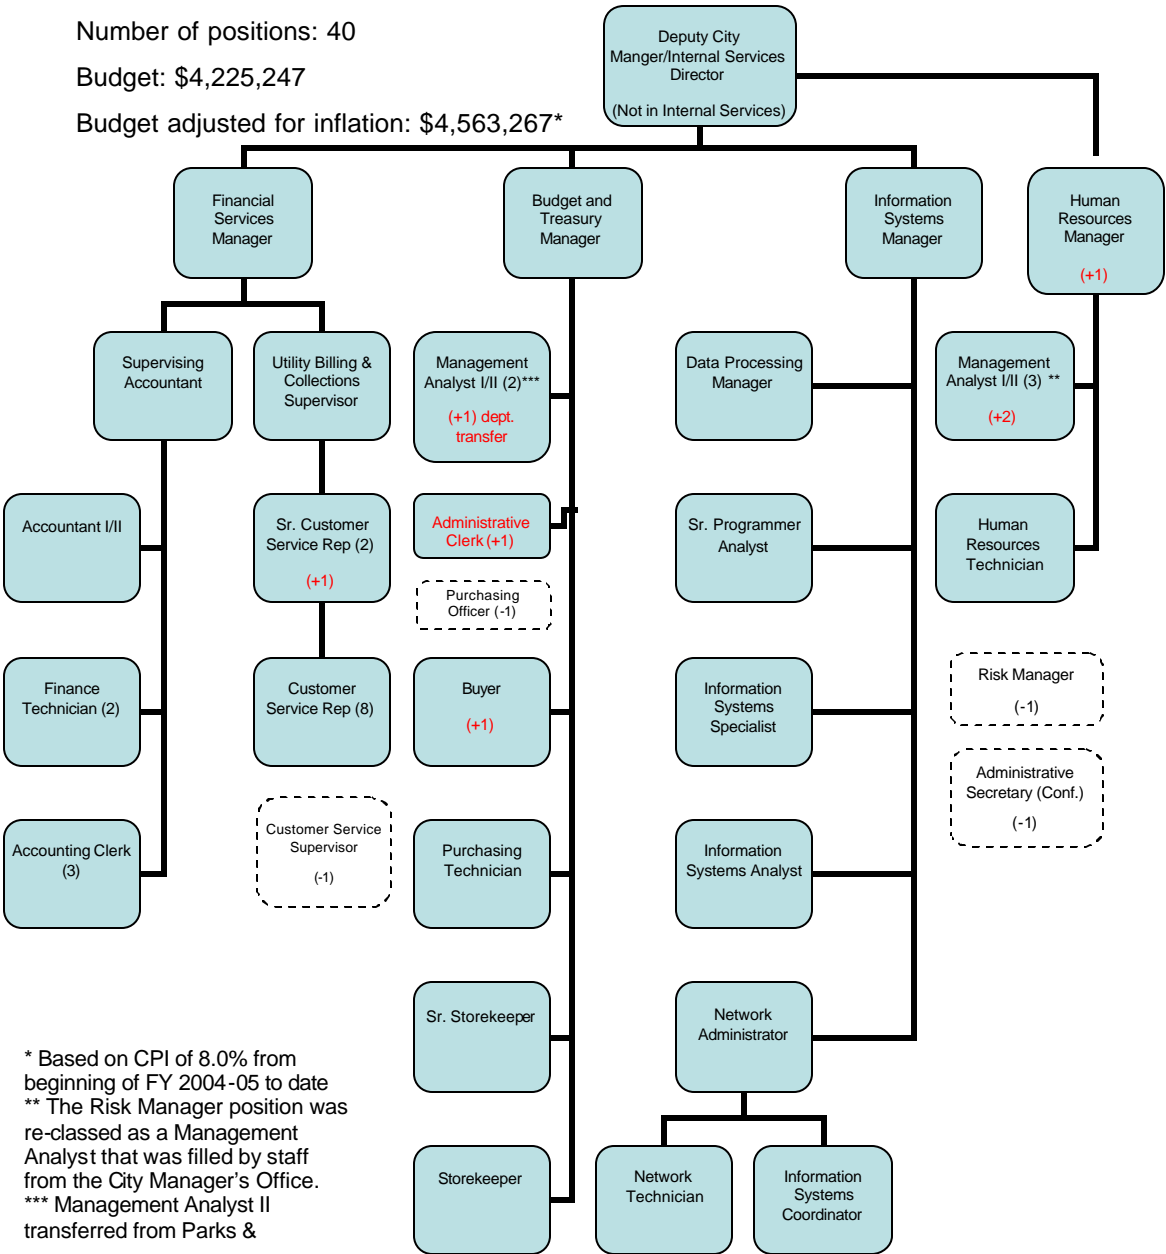 Number of positions: 40
Budget: $4,225,247
Budget adjusted for inflation: $4,563,267*
Deputy City
Manger/Internal Services
Director
(Not in Internal Services)
Financial
Services
Manager
Budget and
Treasury
Manager
Information
Systems
Manager
Human
Resources
Manager
(+1)
Supervising
Accountant
Utility Billing &
Collections
Supervisor
Management
Analyst I/II (2)***
(+1) dept.
transfer
Data Processing
Manager
Management
Analyst I/II (3) **
(+2)
Accountant I/II
Sr. Customer
Service Rep (2)
(+1)
Administrative
Clerk (+1)
Purchasing
Officer (-1)
Sr. Programmer
Analyst
Human
Resources
Technician
Finance
Technician (2)
Customer
Service Rep (8)
Buyer
(+1)
Information
Systems
Specialist
Risk Manager
(-1)
Administrative
Secretary (Conf.)
(-1)
Accounting Clerk
(3)
Customer Service
Supervisor
(-1)
Purchasing
Technician
Information
Systems Analyst
Sr. Storekeeper
Network
Administrator
Storekeeper
Network
Technician
Information
Systems
Coordinator
* Based on CPI of 8.0% from
beginning of FY 2004-05 to date
** The Risk Manager position was
re-classed as a Management
Analyst that was filled by staff
from the City Manager's Office.
*** Management Analyst II
transferred from Parks &